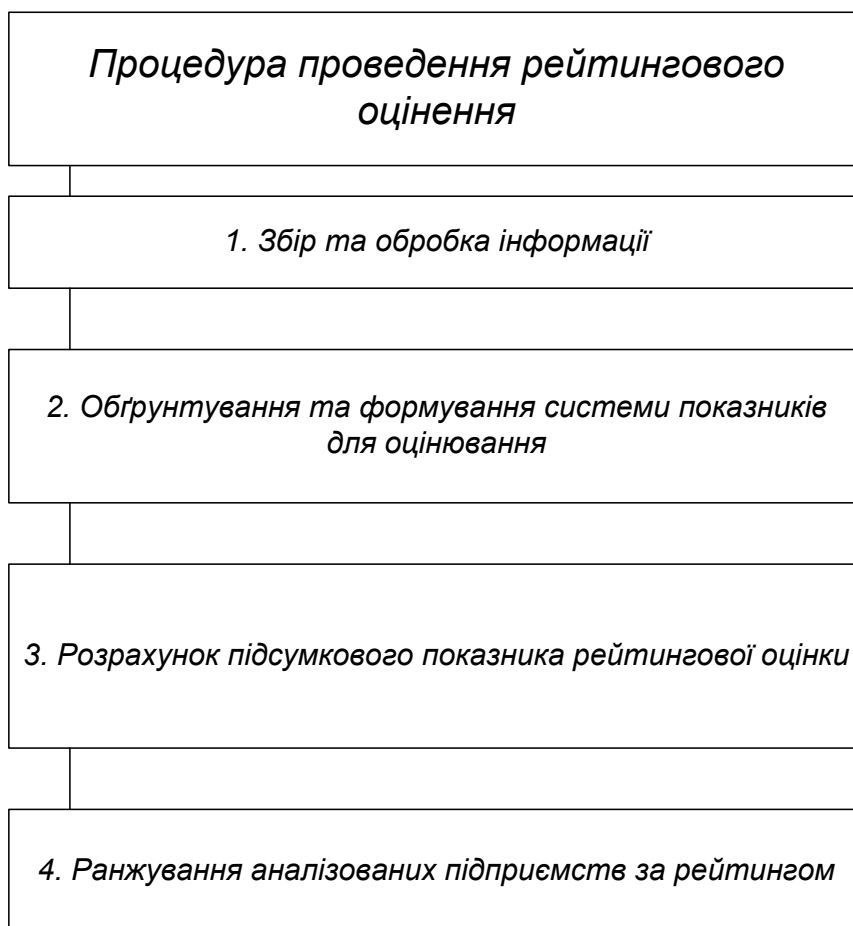 Процедура проведення рейтингового
оцінення
1. Збір та обробка інформації
2. Обґрунтування та формування системи показників
для оцінювання
3. Розрахунок підсумкового показника рейтингової оцінки
4. Ранжування аналізованих підприємств за рейтингом